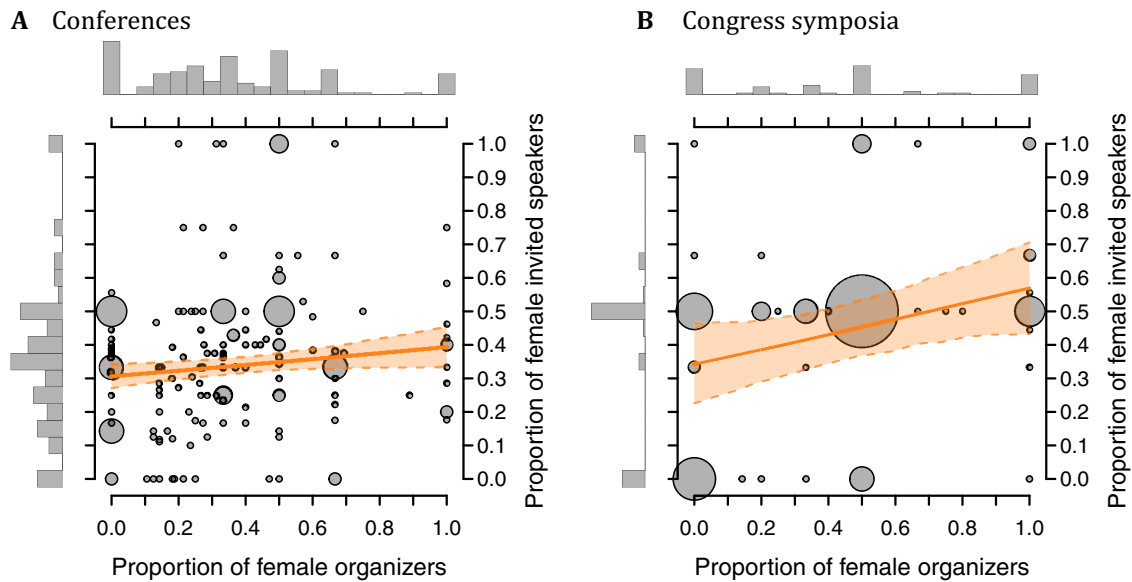 A Conferences
B Congress symposia
0.0 0.1 0.2 0.3 0.4 0.5 0.6 0.7 0.8 0.9 1.0
Proportion of female invited speakers
0.0 0.2 0.4 0.6 0.8 1.0
Proportion of female organizers
0.0 0.1 0.2 0.3 0.4 0.5 0.6 0.7 0.8 0.9 1.0
Proportion of female invited speakers
0.0 0.2 0.4 0.6 0.8 1.0
Proportion of female organizers